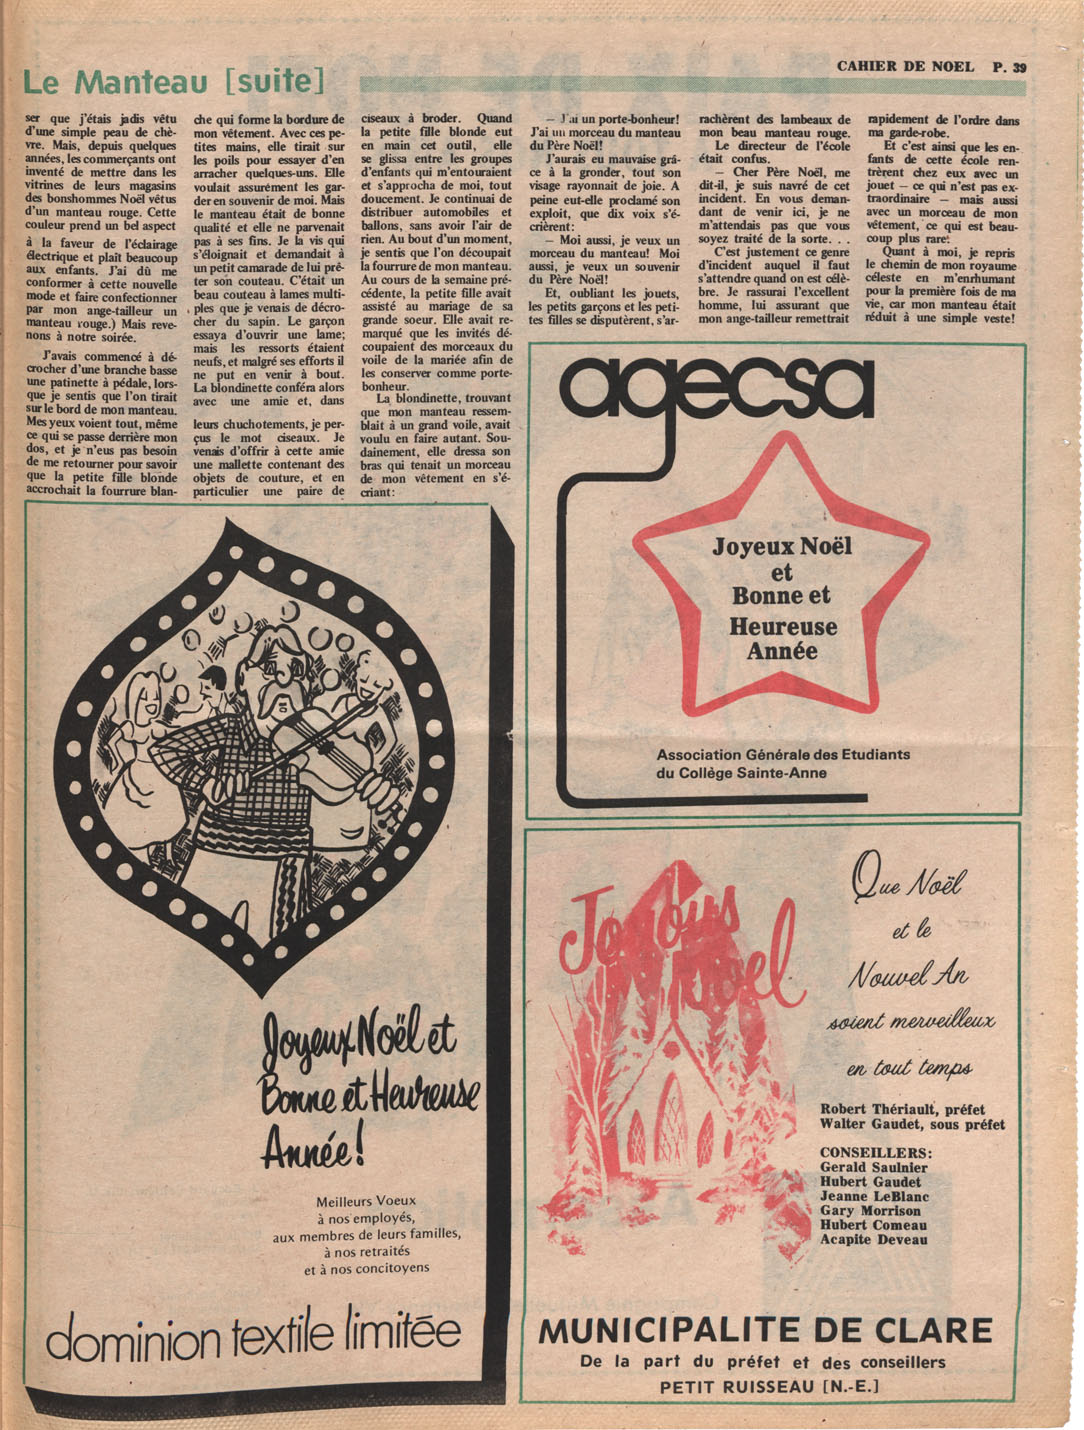 CAHIER DE NOEL P. 39
Le Manteau [suite]
ser que j'étais jadis vêtu
d'une simple peau de chè-
vre. Mais, depuis quelques
années, les commerçants ont
inventé de mettre dans les
vitrines de leurs magasins
des bonshommes Noël vêtus
d'un manteau rouge. Cette
couleur prend un bel aspect
à la faveur de l'éclairage
électrique et plaît beaucoup
aux enfants. J'ai dû me
conformer à cette nouvelle
mode et faire confectionner
par mon ange-tailleur un
manteau rouge.) Mais reve-
nons à notre soirée.
J'avais commencé à dé-
crocher d'une branche basse
une patinette à pédale, lors-
que je sentis que l'on tirait
sur le bord de mon manteau.
Mes yeux voient tout, même
ce qui se passe derrière mon
dos, et je n'eus pas besoin
de me retourner pour savoir
que la petite fille blonde
accrochait la fourrure blan-
che qui forme la bordure de
mon vêtement. Avec ces pe-
tites mains, elle tirait sur
les poils pour essayer d'en
arracher quelques-uns. Elle
voulait assurément les gar-
der en souvenir de moi. Mais
le manteau était de bonne
qualité et elle ne parvenait
pas à ses fins. Je la vis qui
s'éloignait et demandait à
un petit camarade de lui prê-
ter son couteau. C'était un
beau couteau à lames multi-
ples que je venais de décro-
cher du sapin. Le garçon
essaya d'ouvrir une lame;
mais les ressorts étaient
neufs, et malgré ses efforts il
ne put en venir à bout.
La blondinette conféra alors
avec une amie et, dans
leurs chuchotements, je per-
çus le mot ciseaux. Je
venais d'offrir à cette amie
une mallette contenant des
objets de couture, et en
particulier une paire de
ciseaux à broder. Quand
la petite fille blonde eut
en main cet outil, elle
se glissa entre les groupes
d'enfants qui m'entouraient
et s'approcha de moi, tout
doucement. Je continuai de
distribuer automobiles et
ballons, sans avoir l'air de
rien. Au bout d'un moment,
je sentis que l'on découpait
la fourrure de mon manteau.
Au cours de la semaine pré-
cédente, la petite fille avait
assisté au mariage de sa
grande soeur. Elle avait re-
marqué que les invités dé-
coupaient des morceaux du
voile de la mariée afin de
les conserver comme porte-
bonheur.
La blondinette, trouvant
que mon manteau ressem-
blait à un grand voile, avait
voulu en faire autant. Sou-
dainement, elle dressa son
bras qui tenait un morceau
de mon vêtement en s'é-
criant:
— J'ai un porte-bonheur!
J'ai un morceau du manteau
du Père Noël!
J'aurais eu mauvaise grâ-
ce à la gronder, tout son
visage rayonnait de joie. A
peine eut-elle proclamé son
exploit, que dix voix s'é-
crièrent:
— Moi aussi, je veux un
morceau du manteau! Moi
aussi, je veux un souvenir
du Père Noël!
Et, oubliant les jouets,
les petits garçons et les peti-
tes filles se disputèrent, s'ar-
rachèrent des lambeaux de
mon beau manteau rouge.
Le directeur de l'école
était confus.
— Cher Père Noël, me
dit-il, je suis navré de cet
incident. En vous deman-
dant de venir ici, je ne
m'attendais pas que vous
soyez traité de la sorte. . .
C'est justement ce genre
d'incident auquel il faut
s'attendre quand on est célè-
bre. Je rassurai l'excellent
homme, lui assurant que
mon ange-tailleur remettrait
rapidement de l'ordre dans
ma garde-robe.
Et c'est ainsi que les en-
fants de cette école ren-
trèrent chez eux avec un
jouet — ce qui n'est pas ex-
traordinaire — mais aussi
avec un morceau de mon
vêtement, ce qui est beau-
coup plus rare!
Quant à moi, je repris
le chemin de mon royaume
céleste en m'enrhumant
pour la première fois de ma
vie, car mon manteau était
réduit à une simple veste!
agecsa
Joyeux Noël
et
Bonne et
Heureuse
Année
Association Générale des Etudiants
du Collège Sainte-Anne
Joyeux Noël et
Bonne et Heureuse
Année!
Meilleurs Voeux
à nos employés,
aux membres de leurs familles,
à nos retraités
et à nos concitoyens
dominion textile limitée
Joyeux
noel
Que Noël
et le
Nouvel An
soient merveilleux
en tout temps
Robert Thériault, préfet
Walter Gaudet, sous préfet
CONSEILLERS:
Gerald Saulnier
Hubert Gaudet
Jeanne LeBlanc
Gary Morrison
Hubert Comeau
Acapite Deveau
MUNICIPALITE DE CLARE
De la part du préfet et des conseillers
PETIT RUISSEAU [N.-E.]